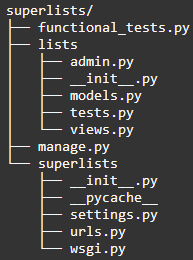 superlists/
├── functional_tests.py
├── lists
│   ├── admin.py
│   ├── __init__.py
│   ├── models.py
│   ├── tests.py
│   └── views.py
├── manage.py
└── superlists
    ├── __init__.py
    ├── __pycache__
    ├── settings.py
    ├── urls.py
    └── wsgi.py